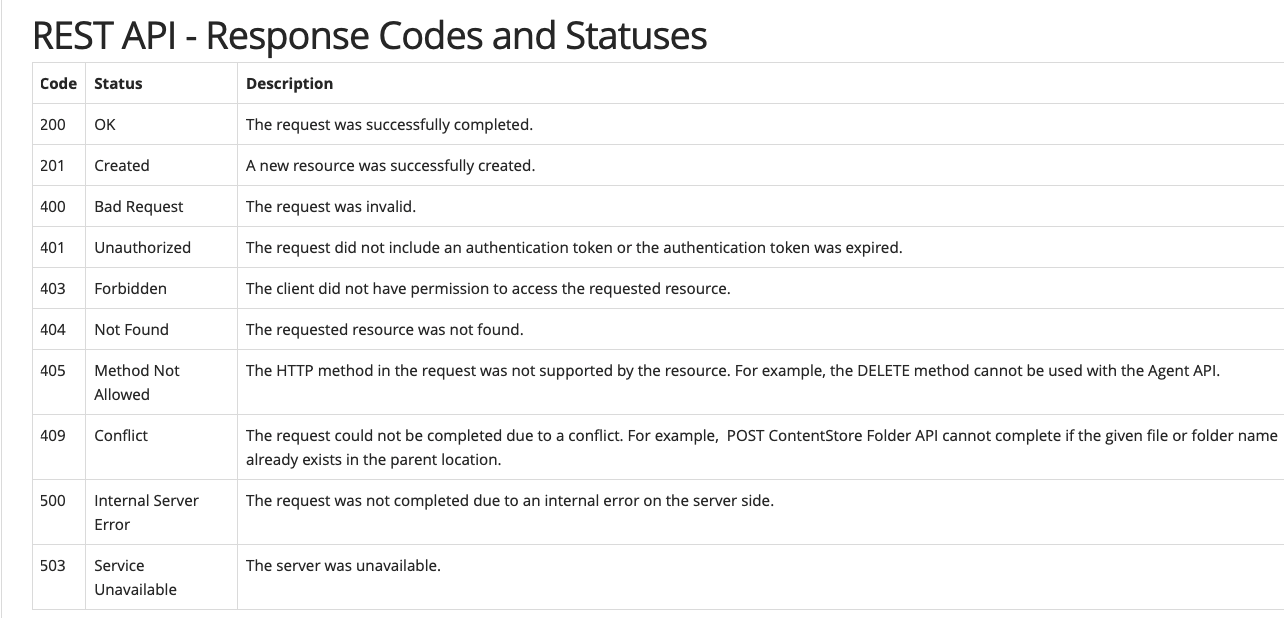 REST API - Response Codes and Statuses
Code Status Description
200 OK The request was successfully completed.
201 Created A new resource was successfully created.
400 Bad Request The request was invalid.
401 Unauthorized The request did not include an authentication token or the authentication token was expired.
403 Forbidden The client did not have permission to access the requested resource.
404 Not Found The requested resource was not found.
405 Method Not The HTTP method in the request was not supported by the resource. For example, the DELETE method cannot be used with the Agent API.
Allowed
409 Conflict The request could not be completed due to a conflict. For example, POST ContentStore Folder API cannot complete if the given file or folder name
already exists in the parent location.
500 Internal Server The request was not completed due to an internal error on the server side.
Error
503 Service The server was unavailable.
Unavailable